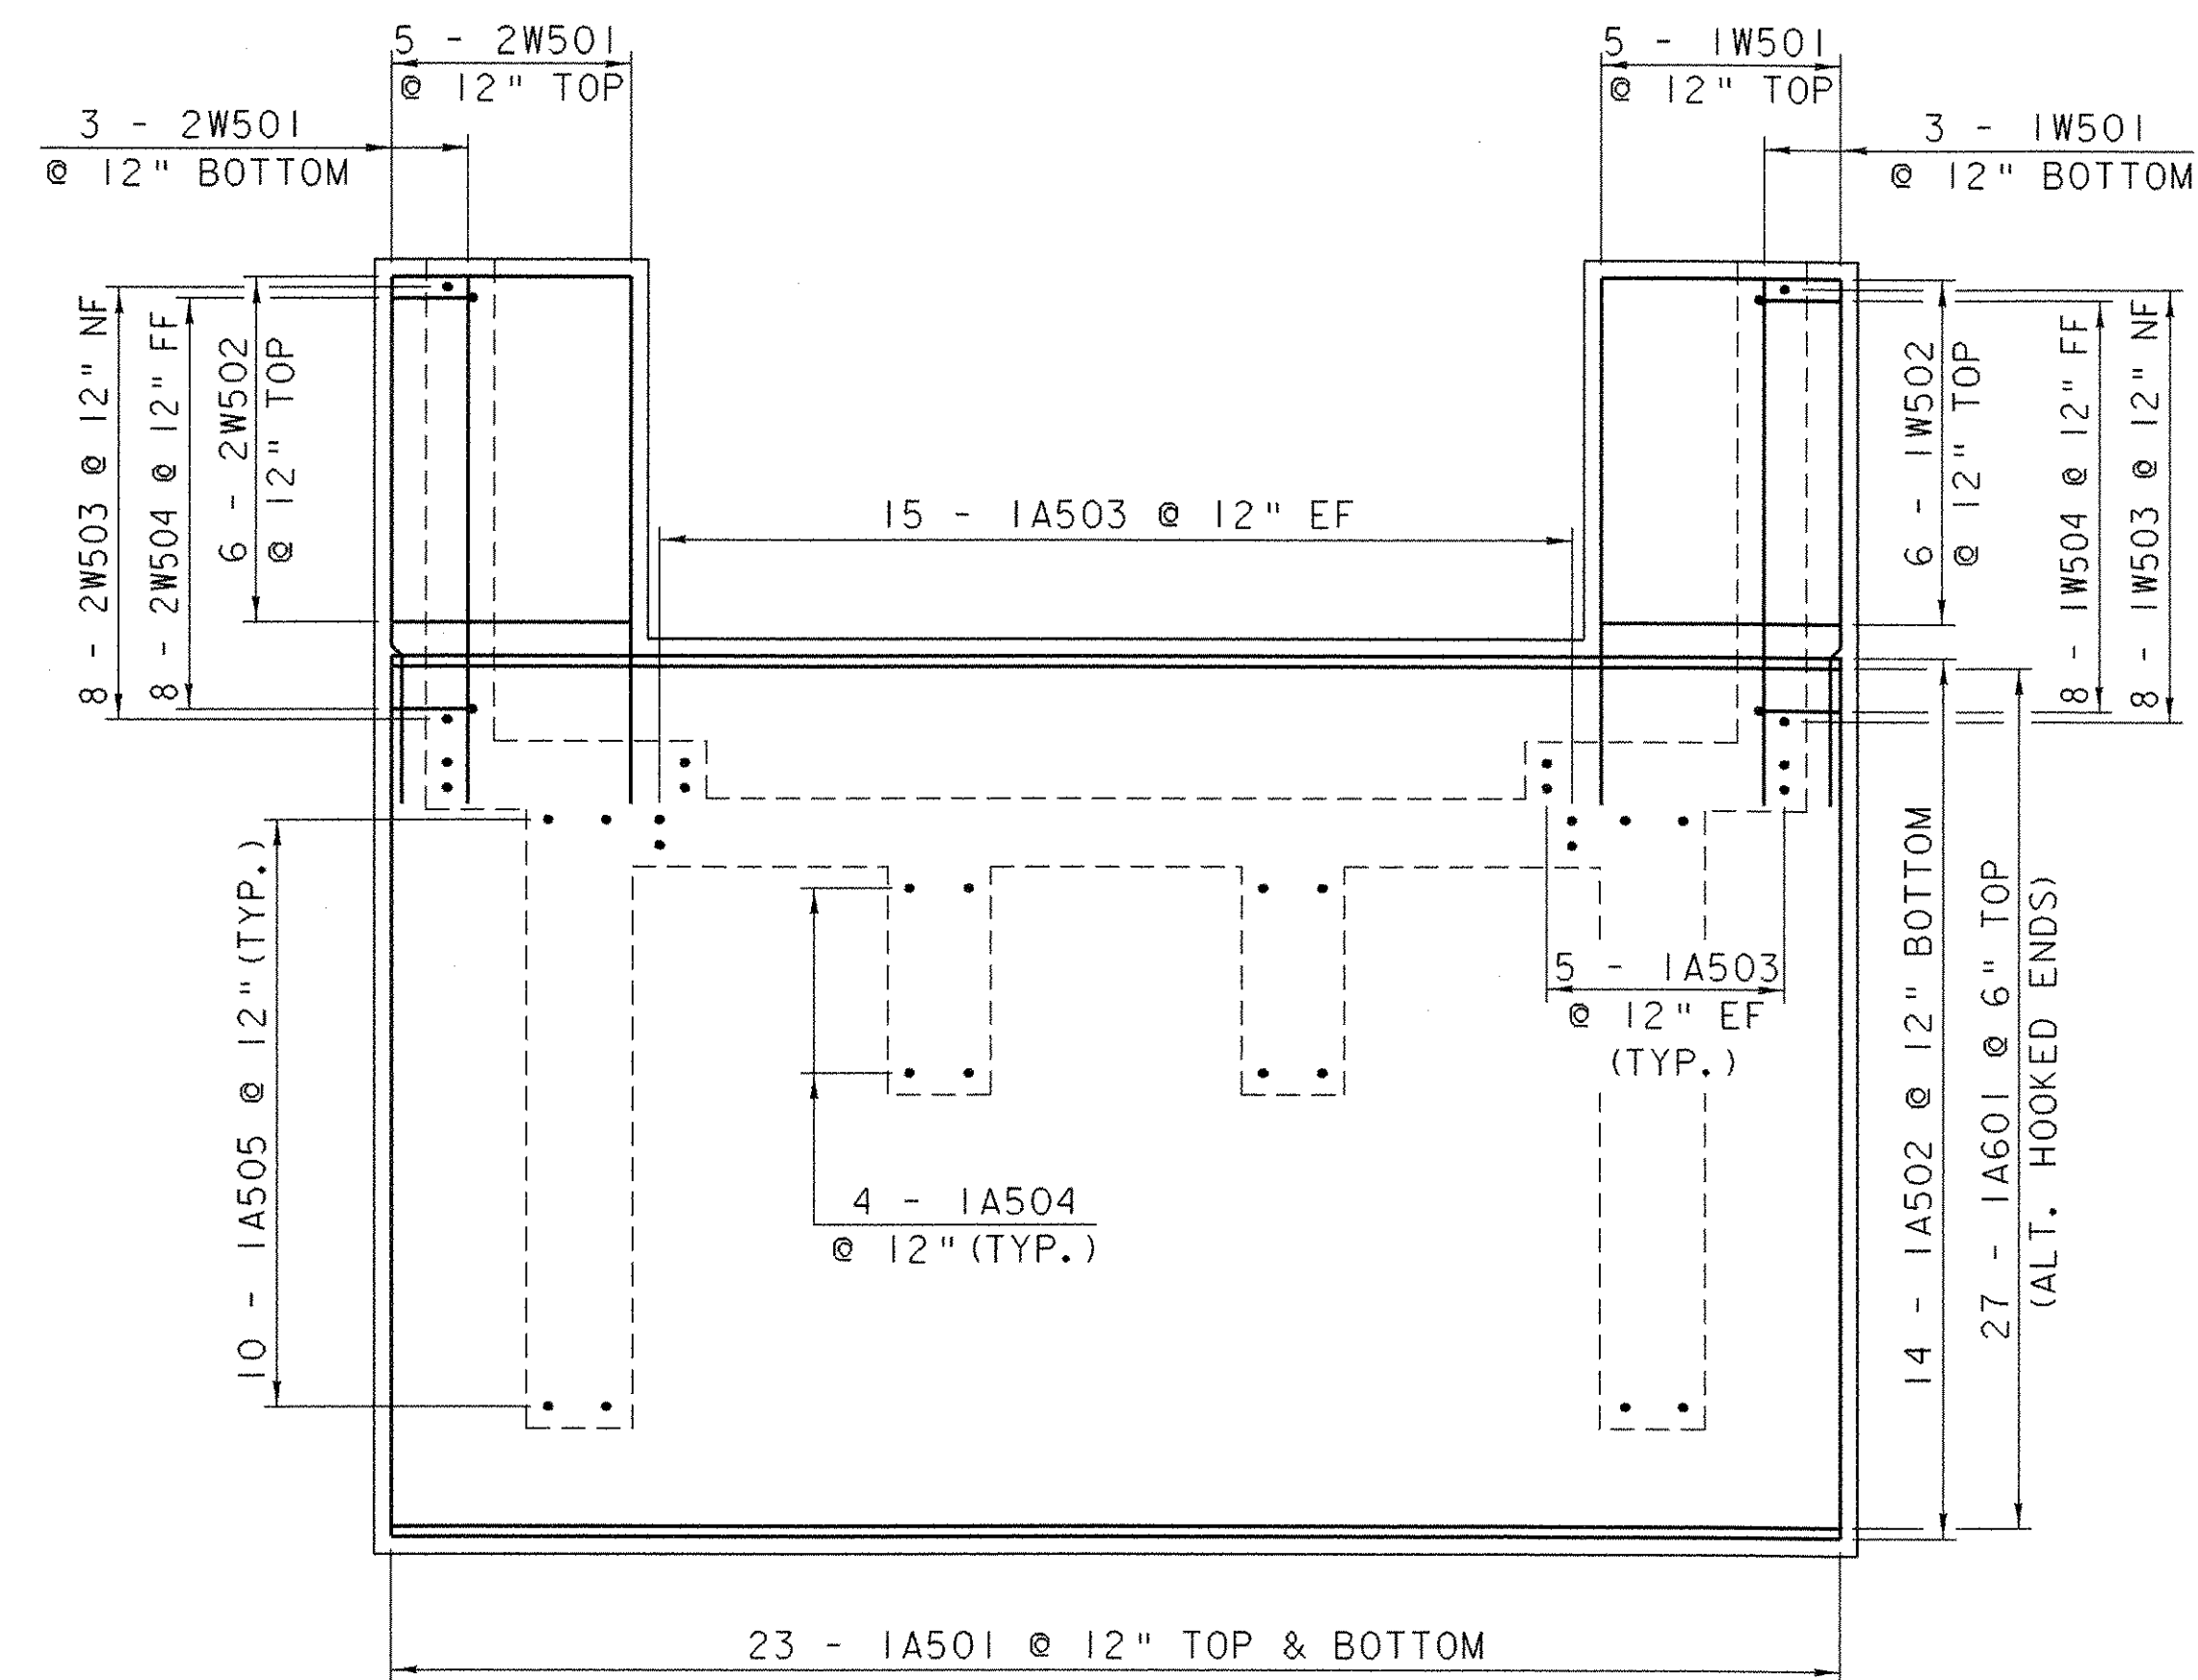 5 - 2W501
@ 12" TOP
5 - 1W501
@ 12" TOP
3 - 2W501
@ 12" BOTTOM
3 - 1W501
@ 12" BOTTOM
8 - 2W503 @ 12" NF
8 - 2W504 @ 12" FF
6 - 2W502
@ 12" TOP
15 - 1A503 @ 12" EF
6 - 1W502
@ 12" TOP
8 - 1W504 @ 12" FF
8 - 1W503 @ 12" NF
10 - 1A505 @ 12" (TYP.)
4 - 1A504
@ 12" (TYP.)
5 - 1A503
@ 12" EF
(TYP.)
14 - 1A502 @ 12" BOTTOM
27 - 1A601 @ 6" TOP
(ALT. HOOKED ENDS)
23 - 1A501 @ 12" TOP & BOTTOM